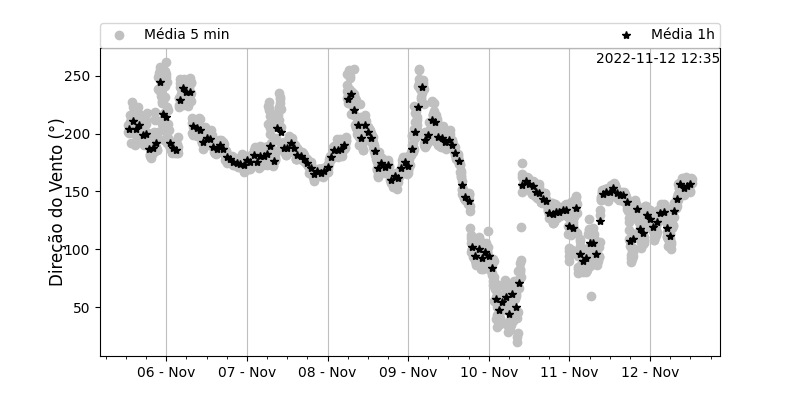 Média 5 min
Média 1h
2022-11-12 12:35
Direção do Vento (°)
250
200
150
100
50
06 - Nov
07 - Nov
08 - Nov
09 - Nov
10 - Nov
11 - Nov
12 - Nov